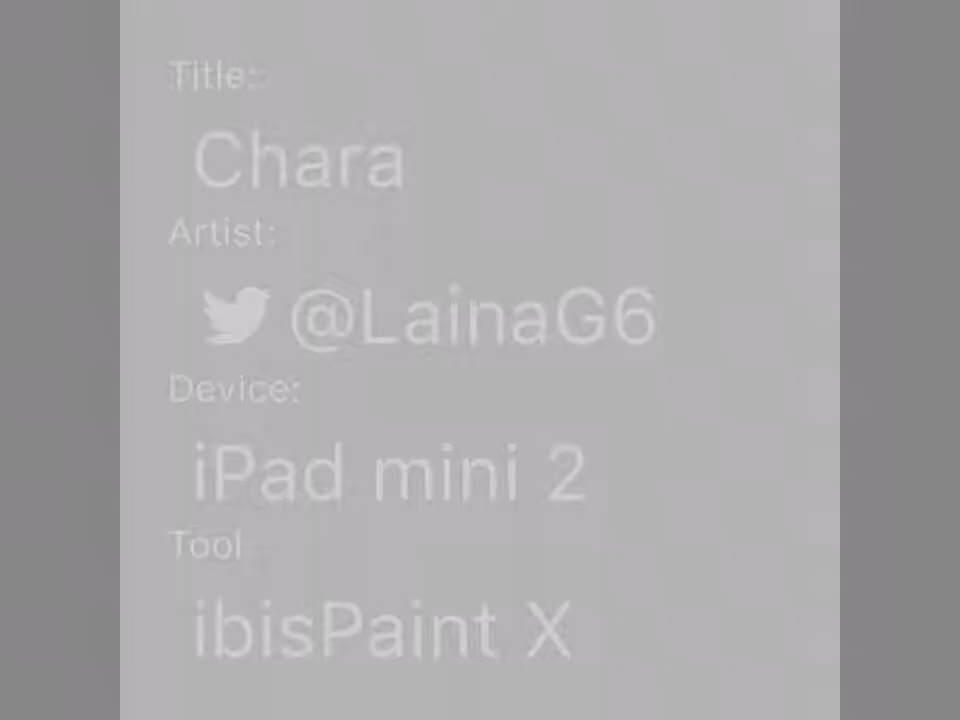 Title:
Chara
Artist:
@LainaG6
Device:
iPad mini 2
Tool
ibisPaint X